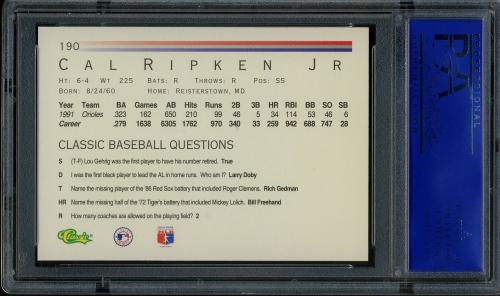 190
CAL RIPKEN JR
HT: 6-4 WT 225 BATS: R THROWS: R POS: SS
BORN: 8/24/60 HOME: REISTERSTOWN, MD
Year Team BA Games AB Hits Runs 2B 3B HR RBI BB SO SB
1991 Orioles .323 162 650 210 99 46 5 34 114 53 46 6
Career .279 1638 6305 1762 970 340 33 259 942 688 747 28
CLASSIC BASEBALL QUESTIONS
S (T-F) Lou Gehrig was the first player to have his number retired. True
D I was the first black player to lead the AL in home runs. Who am I? Larry Doby
T Name the missing player of the '86 Red Sox battery that included Roger Clemens. Rich Gedman
HR Name the missing half of the '72 Tiger's battery that included Mickey Lolich. Bill Freehand
R How many coaches are allowed on the playing field? 2
Classic